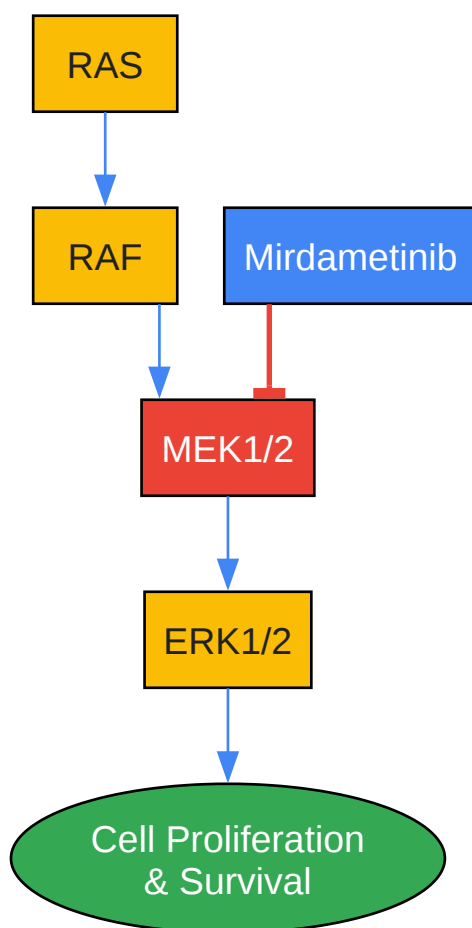 RAS
RAF
Mirdametinib
MEK1/2
ERK1/2
Cell Proliferation
& Survival